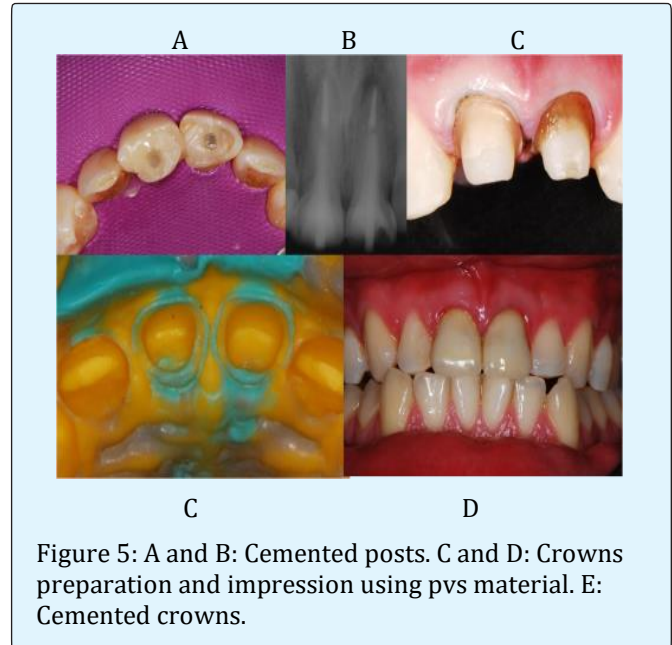 A B C
C D
Figure 5: A and B: Cemented posts. C and D: Crowns
preparation and impression using pvs material. E:
Cemented crowns.